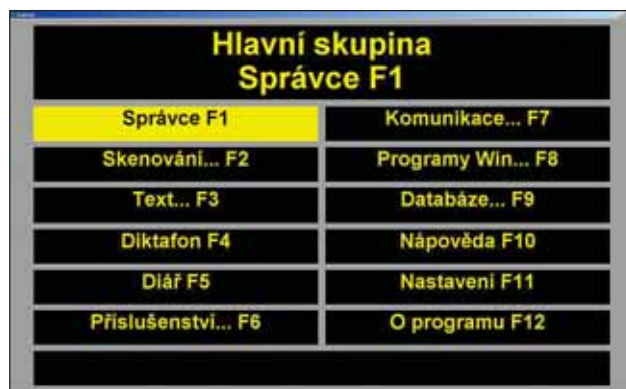 Hlavní skupina
Správce F1
Správce F1
Komunikace... F7
Skenování... F2
Programy Win... F8
Text... F3
Databáze... F9
Diktafon F4
Nápověda F10
Diář F5
Nastavení F11
Příslušenství... F6
O programu F12